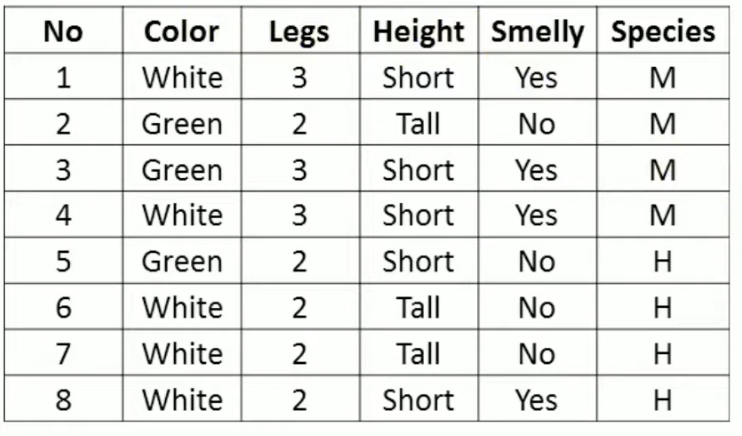 No Color Legs Height Smelly Species
1 White 3 Short Yes M
2 Green 2 Tall No M
3 Green 3 Short Yes M
4 White 3 Short Yes M
5 Green 2 Short No H
6 White 2 Tall No H
7 White 2 Tall No H
8 White 2 Short Yes H